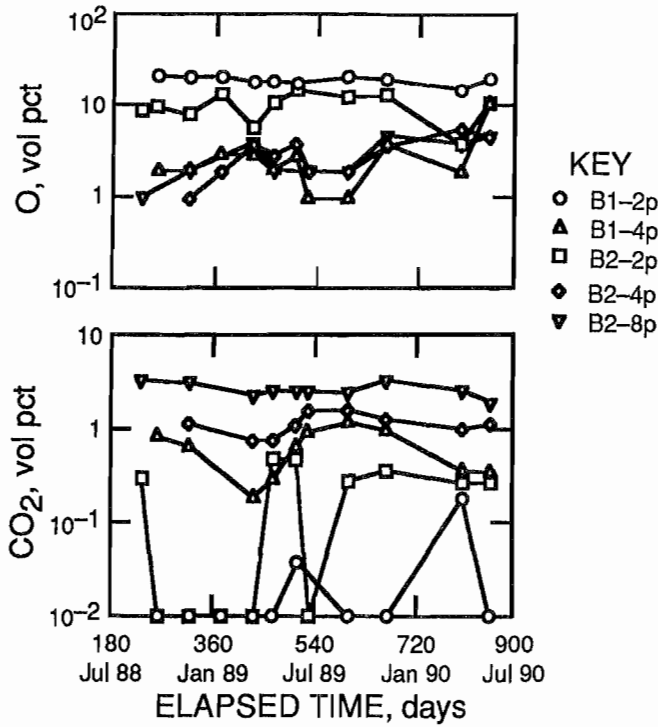 10²
10
1
10⁻¹
O, vol pct
KEY
B1–2p
B1–4p
B2–2p
B2–4p
B2–8p
10
1
10⁻¹
10⁻²
CO₂, vol pct
180 360 540 720 900
Jul 88 Jan 89 Jul 89 Jan 90 Jul 90
ELAPSED TIME, days